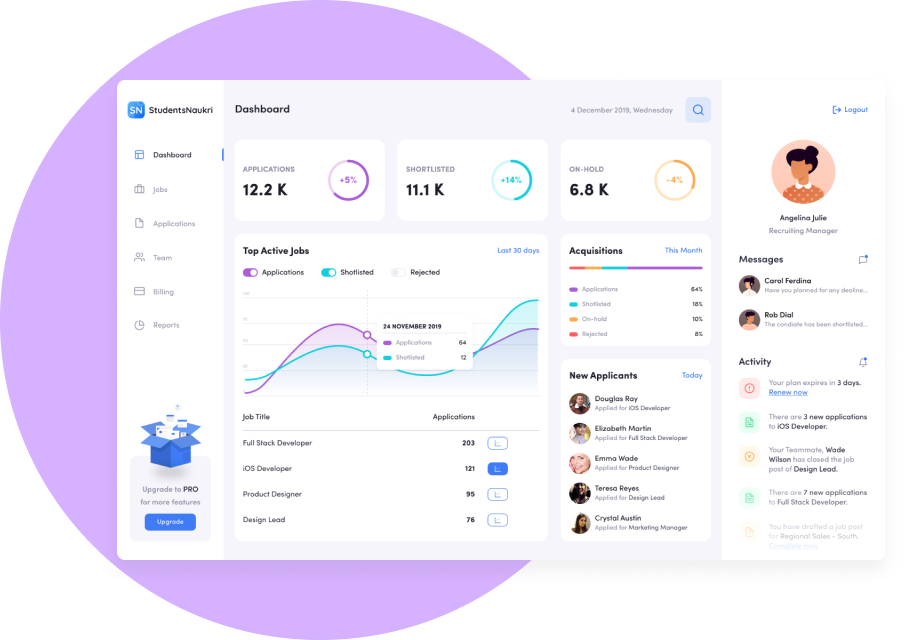 SN StudentsNaukri
Dashboard
Jobs
Applications
Team
Billing
Reports
Upgrade to PRO
for more features
Upgrade
Dashboard
4 December 2019, Wednesday
APPLICATIONS
12.2 K
+5%
SHORTLISTED
11.1 K
+14%
ON-HOLD
6.8 K
-4%
Top Active Jobs
Last 30 days
Applications
Shotlisted
Rejected
24 NOVEMBER 2019
Applications 64
Shotlisted 12
Job Title Applications
Full Stack Developer 203
iOS Developer 121
Product Designer 95
Design Lead 76
Acquisitions
This Month
Applications 64%
Shotlisted 18%
On-hold 10%
Rejected 8%
New Applicants
Today
Douglas Ray
Applied for iOS Developer
Elizabeth Martin
Applied for Full Stack Developer
Emma Wade
Applied for Product Designer
Teresa Reyes
Applied for Design Lead
Crystal Austin
Applied for Marketing Manager
Logout
Angelina Julie
Recruiting Manager
Messages
Carol Ferdina
Have you planned for any dealine...
Rob Dial
The candiate has been shortlisted...
Activity
Your plan expires in 3 days.
Renew now
There are 3 new applications
to iOS Developer.
Your Teammate, Wade
Wilson has closed the job
post of Design Lead.
There are 7 new applications
to Full Stack Developer.
You have drafted a job post
for Regional Sales - South.
Complete now